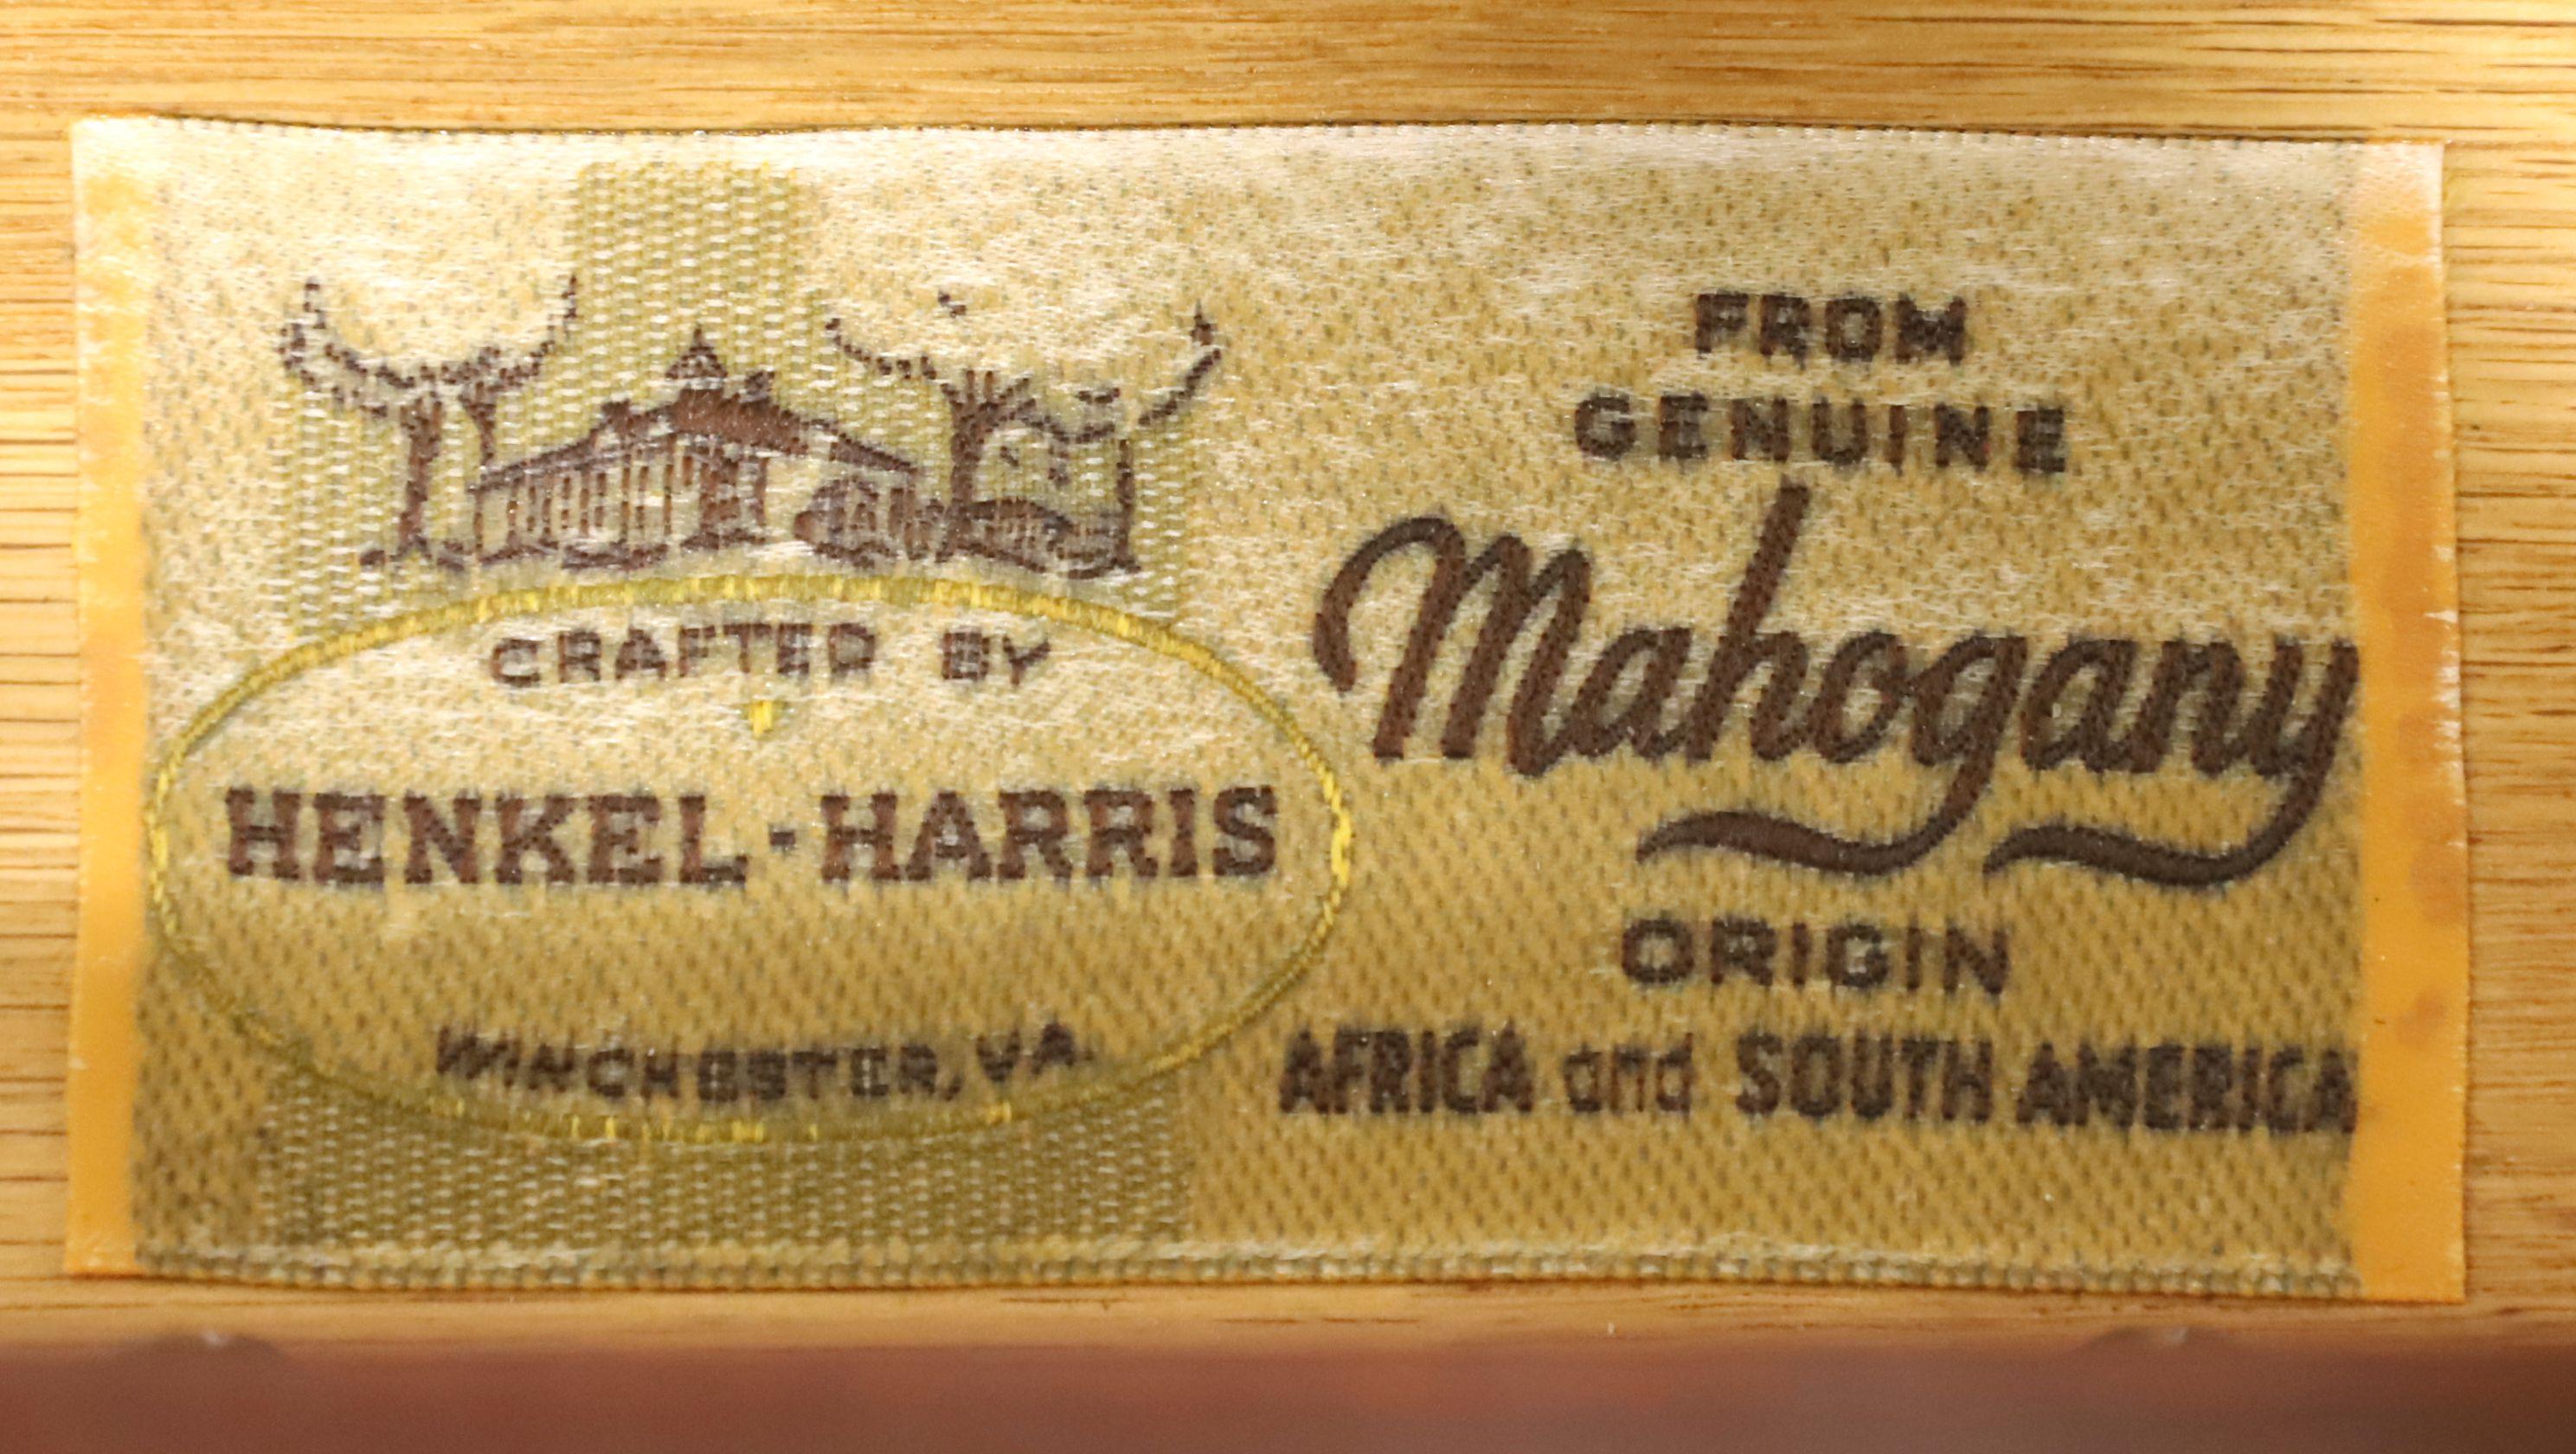 CRAFTED BY
HENKEL-HARRIS
WINCHESTER, VA.
FROM
GENUINE
Mahogany
ORIGIN
AFRICA and SOUTH AMERICA